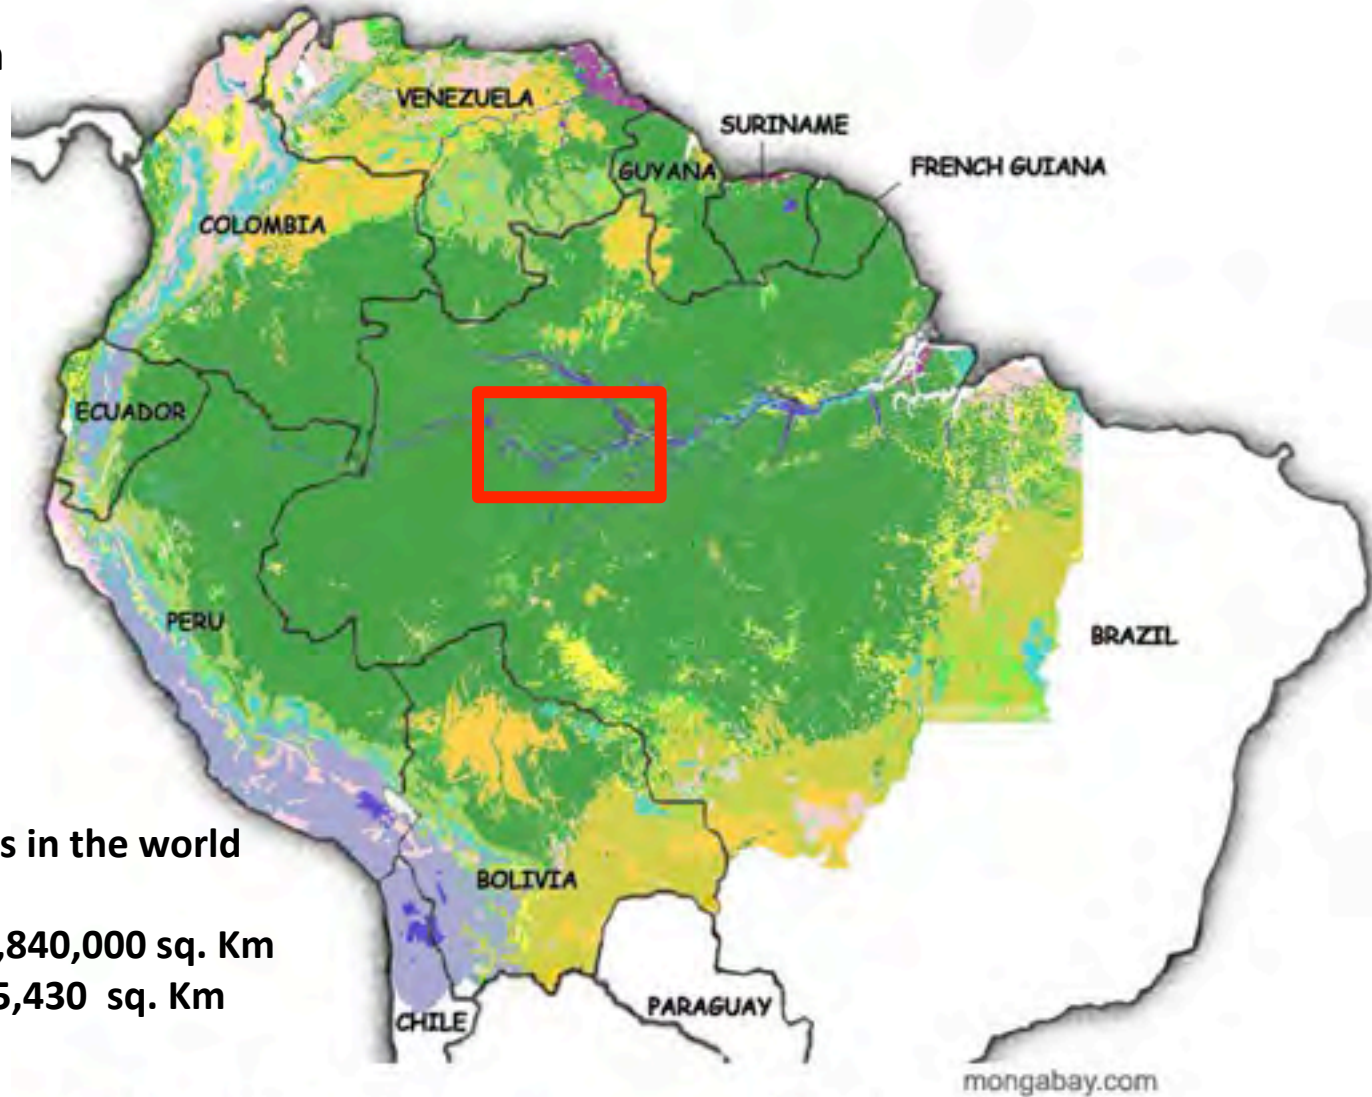 VENEZUELA
SURINAME
GUYANA
FRENCH GUIANA
COLOMBIA
ECUADOR
PERU
BRAZIL
s in the world
BOLIVIA
,840,000 sq. Km
5,430 sq. Km
PARAGUAY
CHILE
mongabay.com